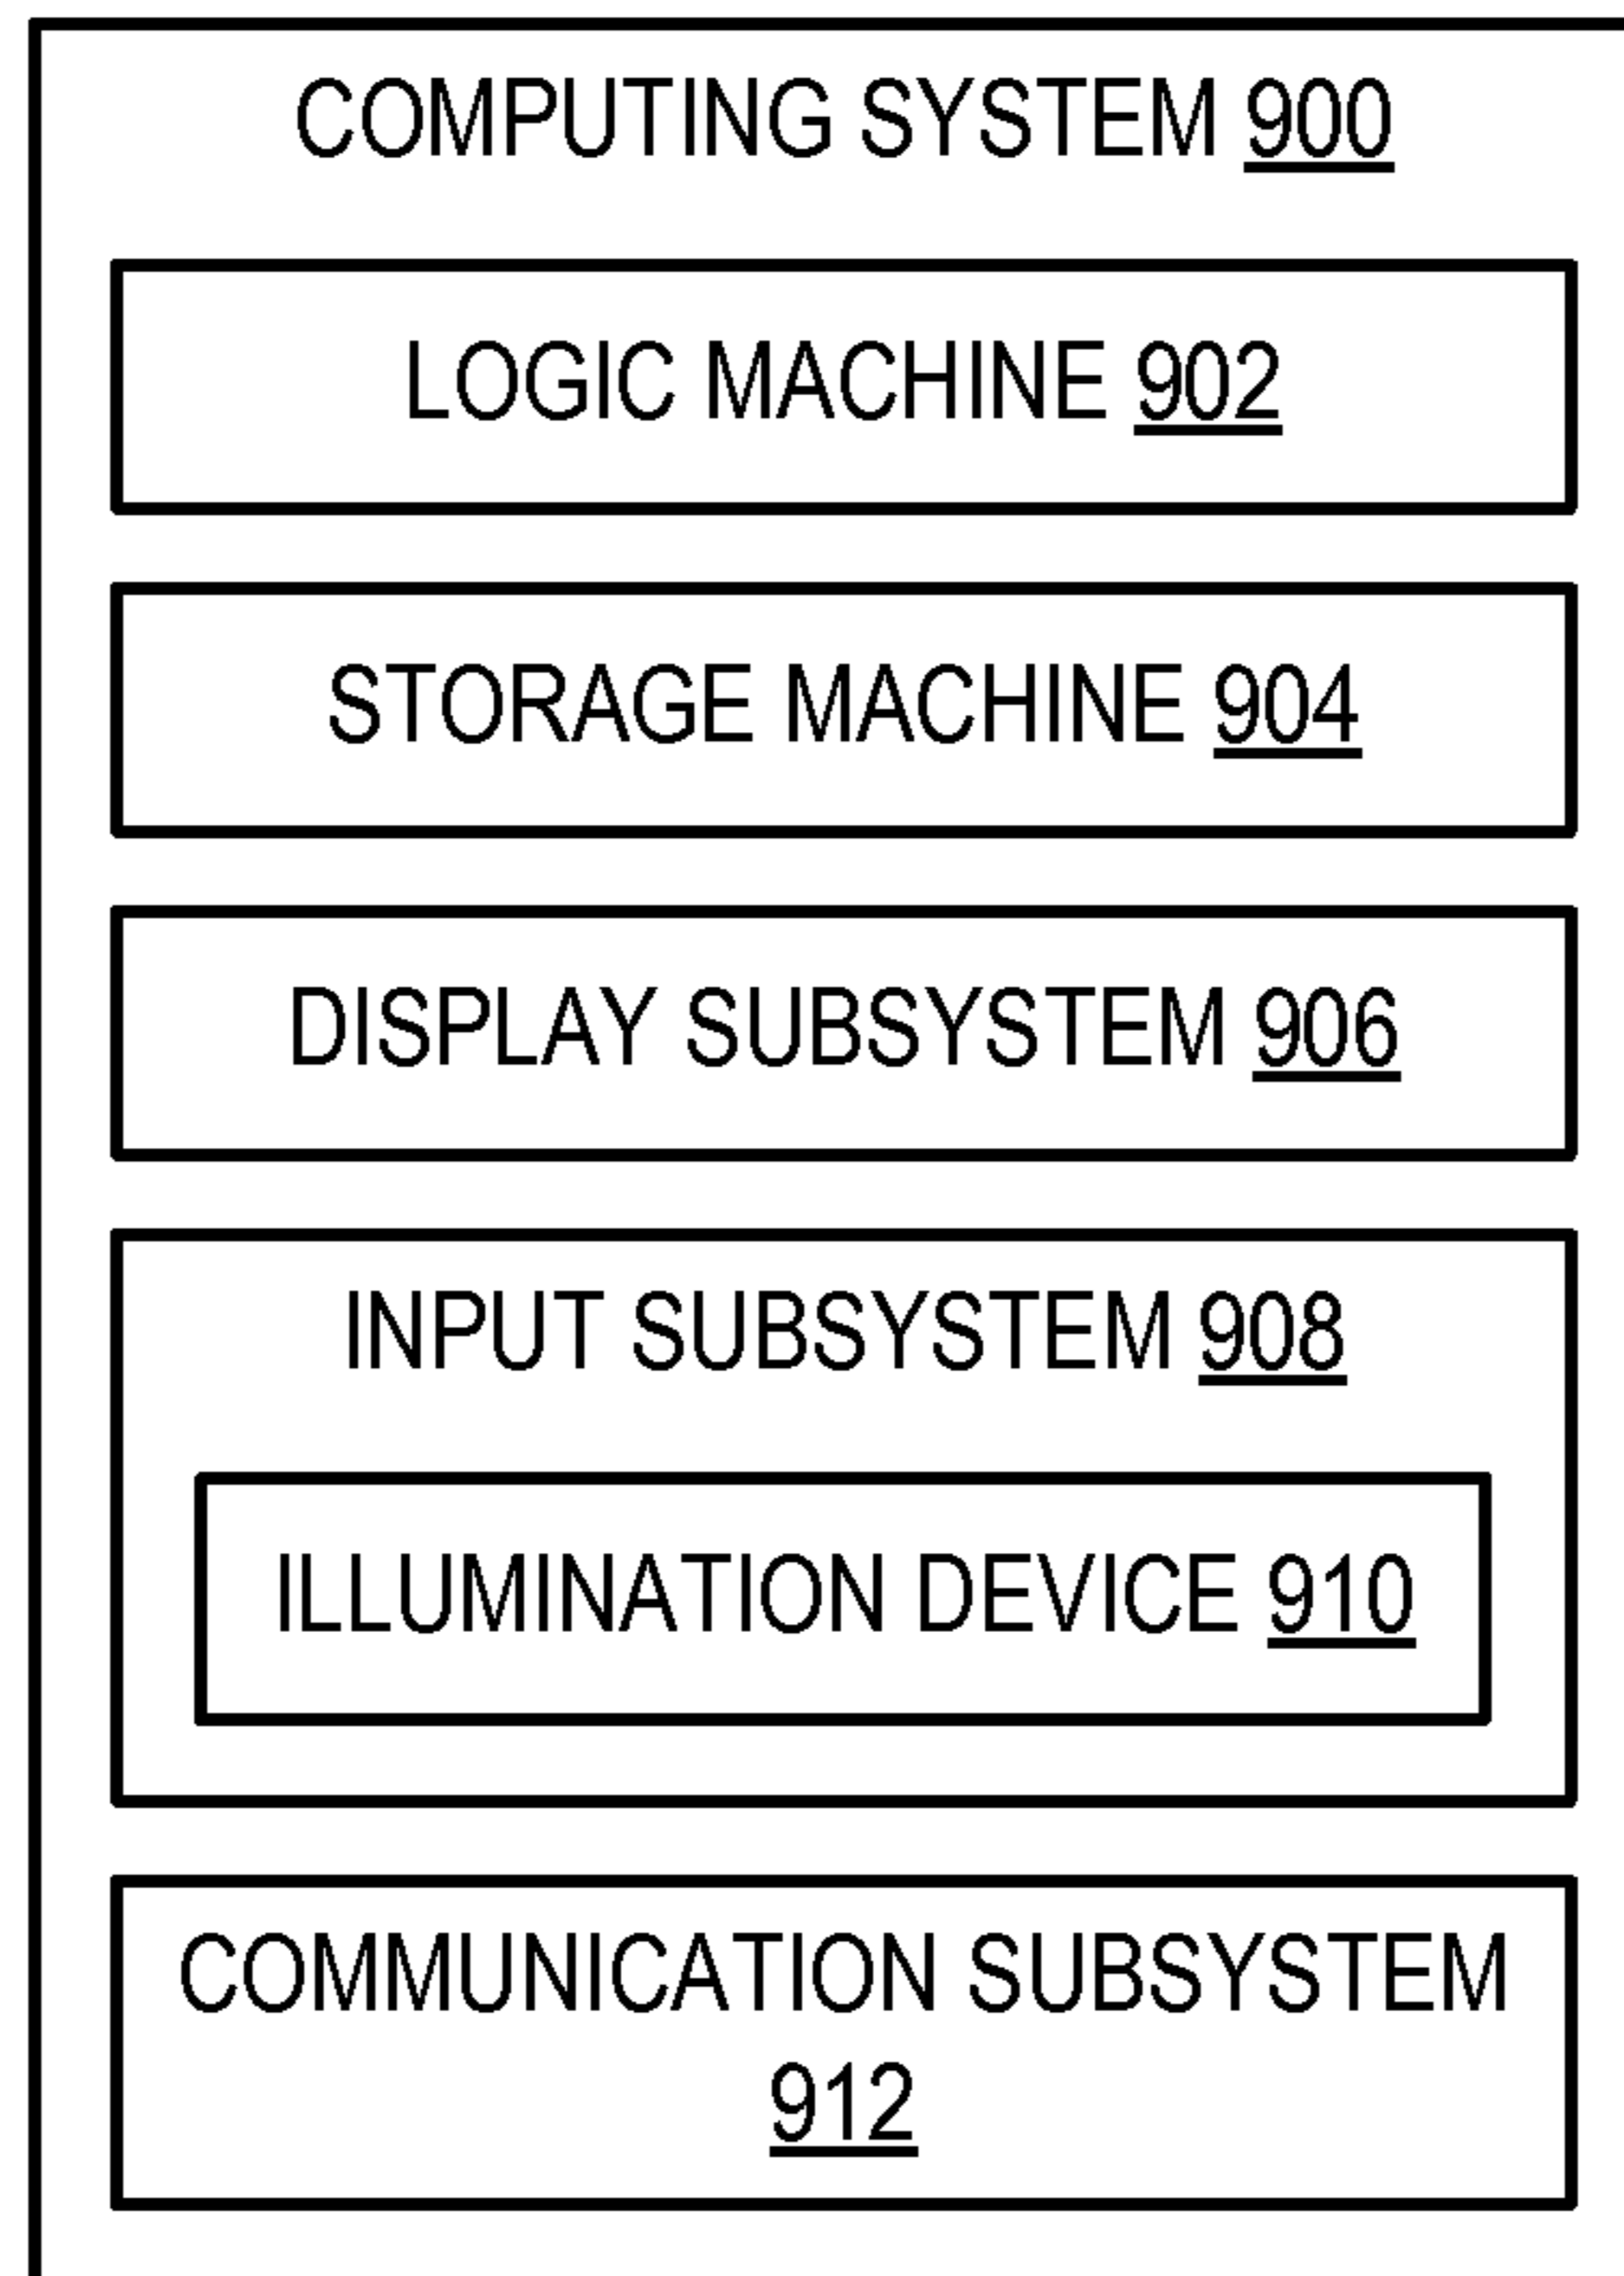 COMPUTING SYSTEM 900
LOGIC MACHINE 902
STORAGE MACHINE 904
DISPLAY SUBSYSTEM 906
INPUT SUBSYSTEM 908
ILLUMINATION DEVICE 910
COMMUNICATION SUBSYSTEM
912